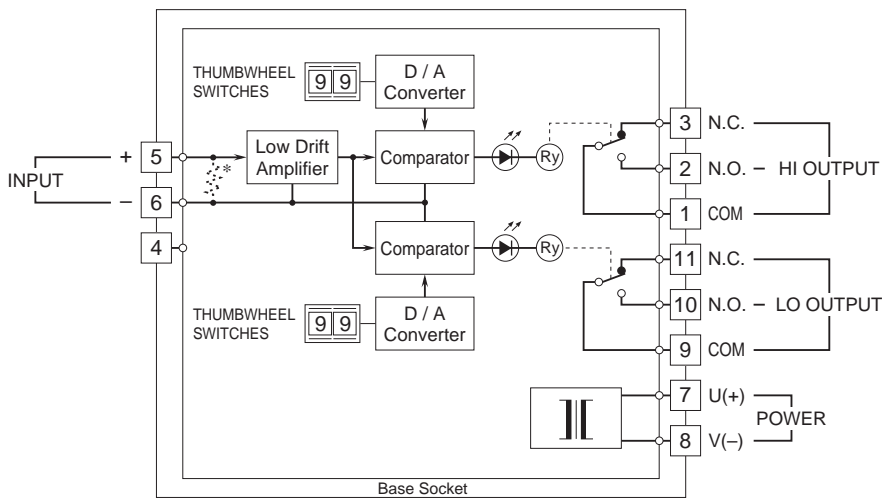 THUMBWHEEL
SWITCHES
9 9
D / A
Converter
3 N.C.
INPUT
+ 5
Low Drift
Amplifier
*
Comparator
Ry
2 N.O.
HI OUTPUT
– 6
1 COM
4
Comparator
Ry
11 N.C.
10 N.O.
LO OUTPUT
THUMBWHEEL
SWITCHES
9 9
D / A
Converter
9 COM
7 U(+)
POWER
8 V(–)
Base Socket